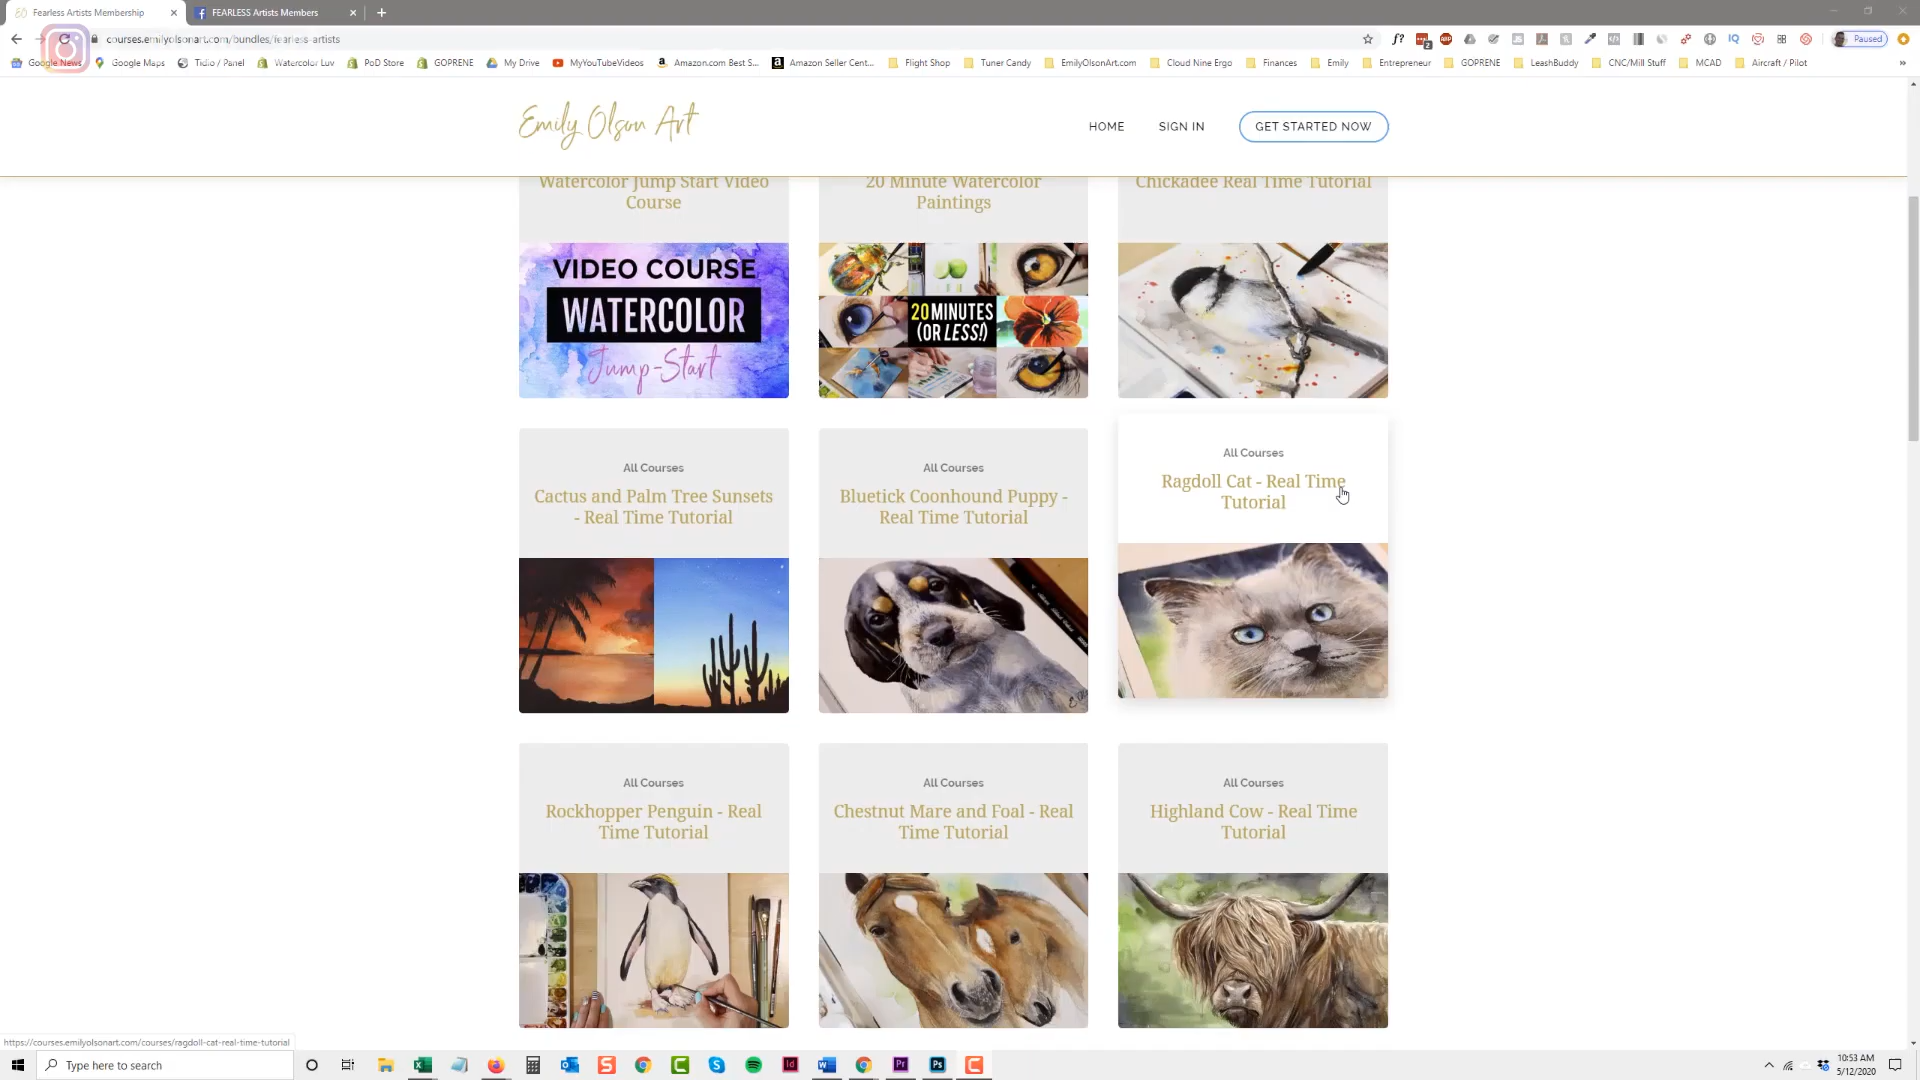 Fearless Artists Membership
FEARLESS Artists Members
Paused
Google News
Google Maps
Tidio / Panel
Watercolor Luv
PoD Store
GOPRENE
My Drive
MyYouTubeVideos
Amazon.com Best S...
Amazon Seller Cent...
Flight Shop
Tuner Candy
EmilyOlsonArt.com
Cloud Nine Ergo
Finances
Emily
Entrepreneur
GOPRENE
LeashBuddy
CNC/Mill Stuff
MCAD
Aircraft / Pilot
Emily Olson Art
HOME
SIGN IN
GET STARTED NOW
Watercolor Jump Start Video
Course
VIDEO COURSE
WATERCOLOR
Jump-Start
20 Minute Watercolor
Paintings
20 MINUTES
(OR LESS!)
Chickadee Real Time Tutorial
All Courses
Cactus and Palm Tree Sunsets
- Real Time Tutorial
All Courses
Bluetick Coonhound Puppy -
Real Time Tutorial
All Courses
Ragdoll Cat - Real Time
Tutorial
All Courses
Rockhopper Penguin - Real
Time Tutorial
All Courses
Chestnut Mare and Foal - Real
Time Tutorial
All Courses
Highland Cow - Real Time
Tutorial
https://courses.emilyolsonart.com/courses/ragdoll-cat-real-time-tutorial
Type here to search
10:53 AM
5/12/2020